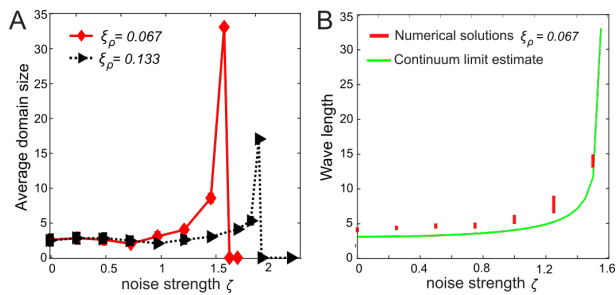 A
B
35
30
25
20
15
10
5
0
Average domain size
ξρ = 0.067
ξρ = 0.133
0 0.5 1 1.5 2
noise strength ζ
35
30
25
20
15
10
5
0
Wave length
Numerical solutions ξρ = 0.067
Continuum limit estimate
0 0.4 0.8 1.2 1.6
noise strength ζ